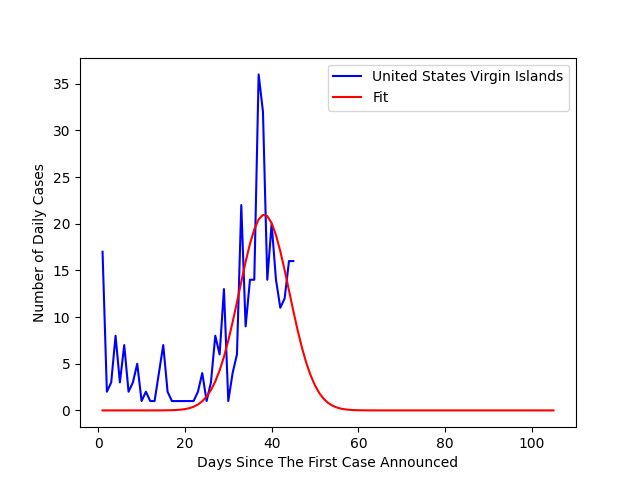 United States Virgin Islands
Fit
35
30
25
20
15
10
5
0
Number of Daily Cases
0 20 40 60 80 100
Days Since The First Case Announced